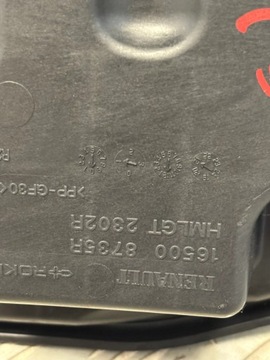 RENAULT
16500 8735R
HMLGT 2302R
>PP-GF30<